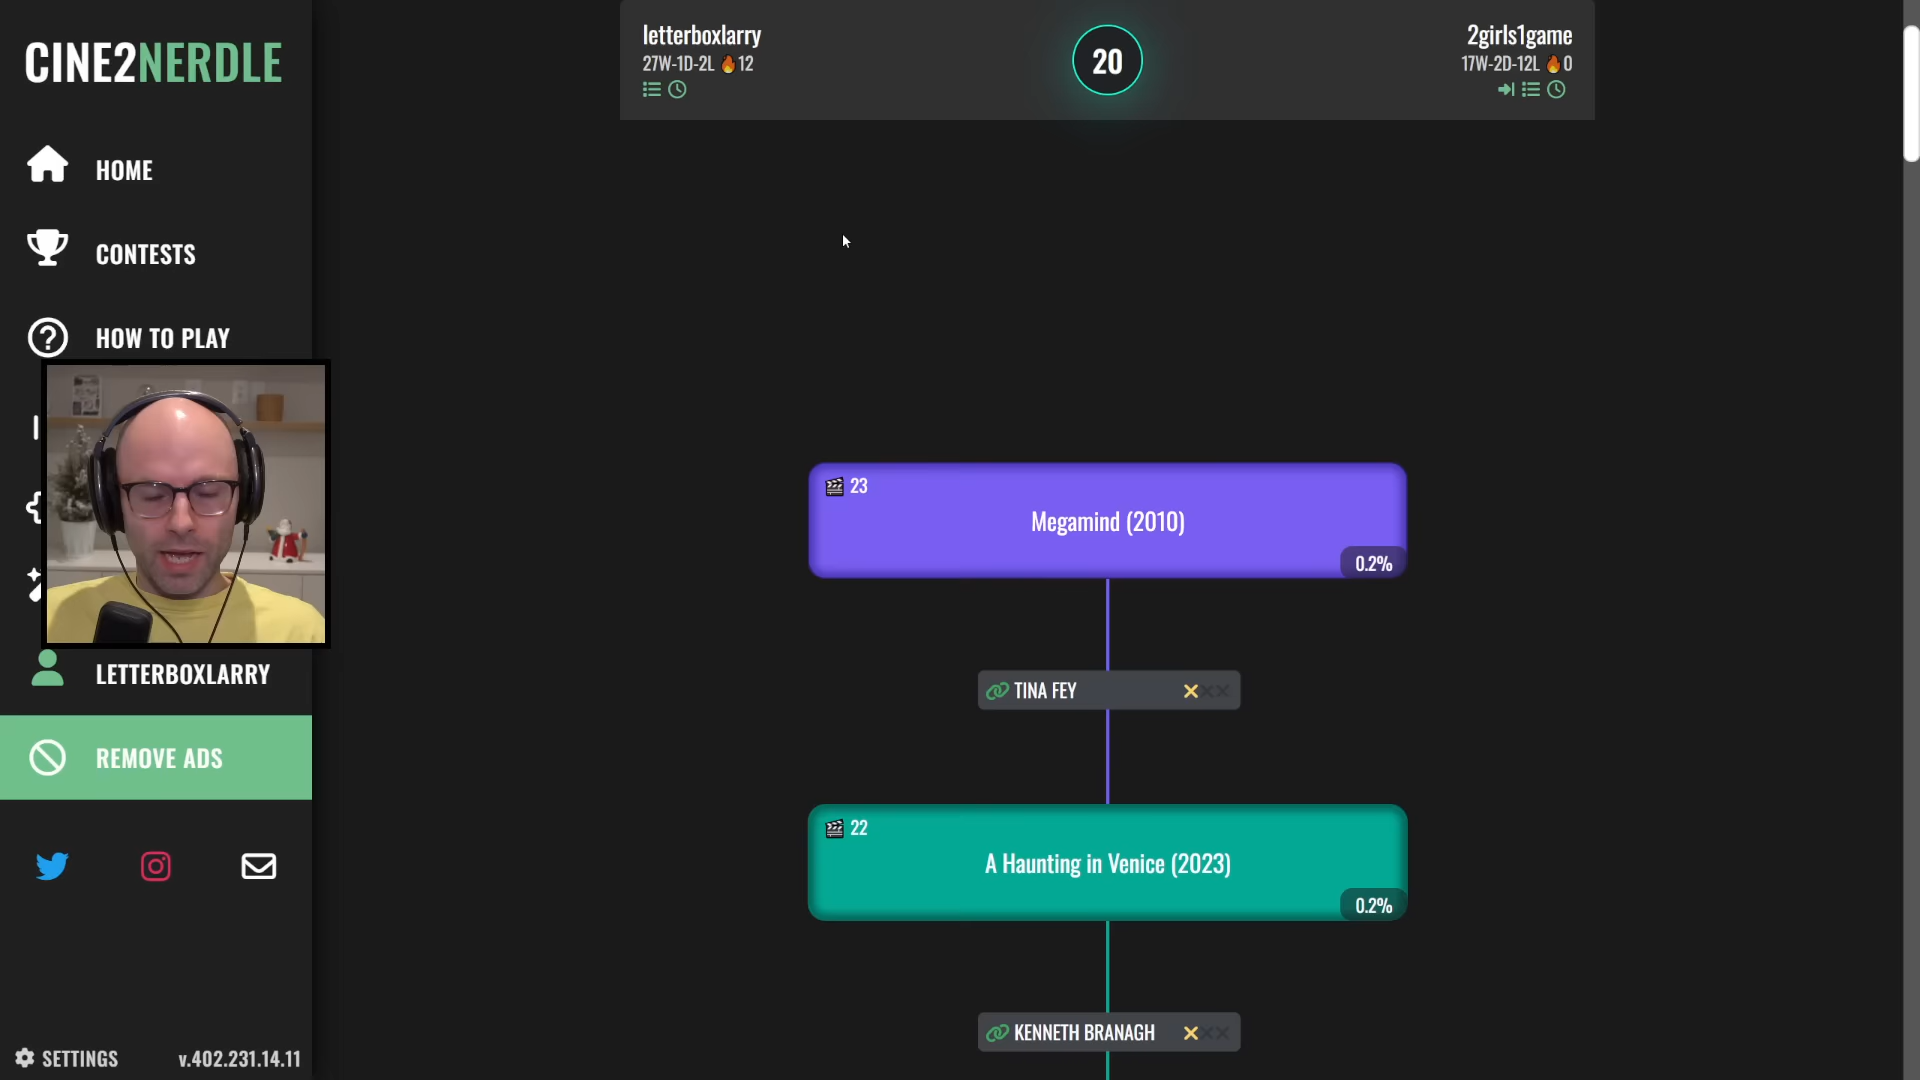 CINE2NERDLE
HOME
CONTESTS
HOW TO PLAY
LETTERBOXLARRY
REMOVE ADS
SETTINGS
v.402.231.14.11
letterboxlarry
27W-1D-2L 🔥12
20
2girls1game
17W-2D-12L 🔥0
23
Megamind (2010)
0.2%
TINA FEY
22
A Haunting in Venice (2023)
0.2%
KENNETH BRANAGH